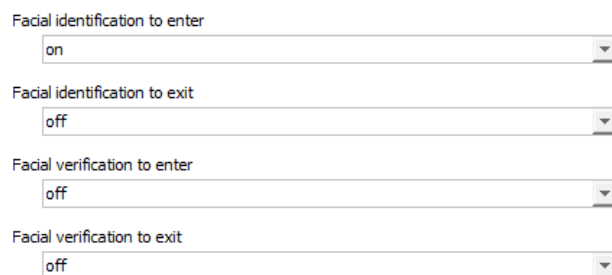 Facial identification to enter
on
Facial identification to exit
off
Facial verification to enter
off
Facial verification to exit
off